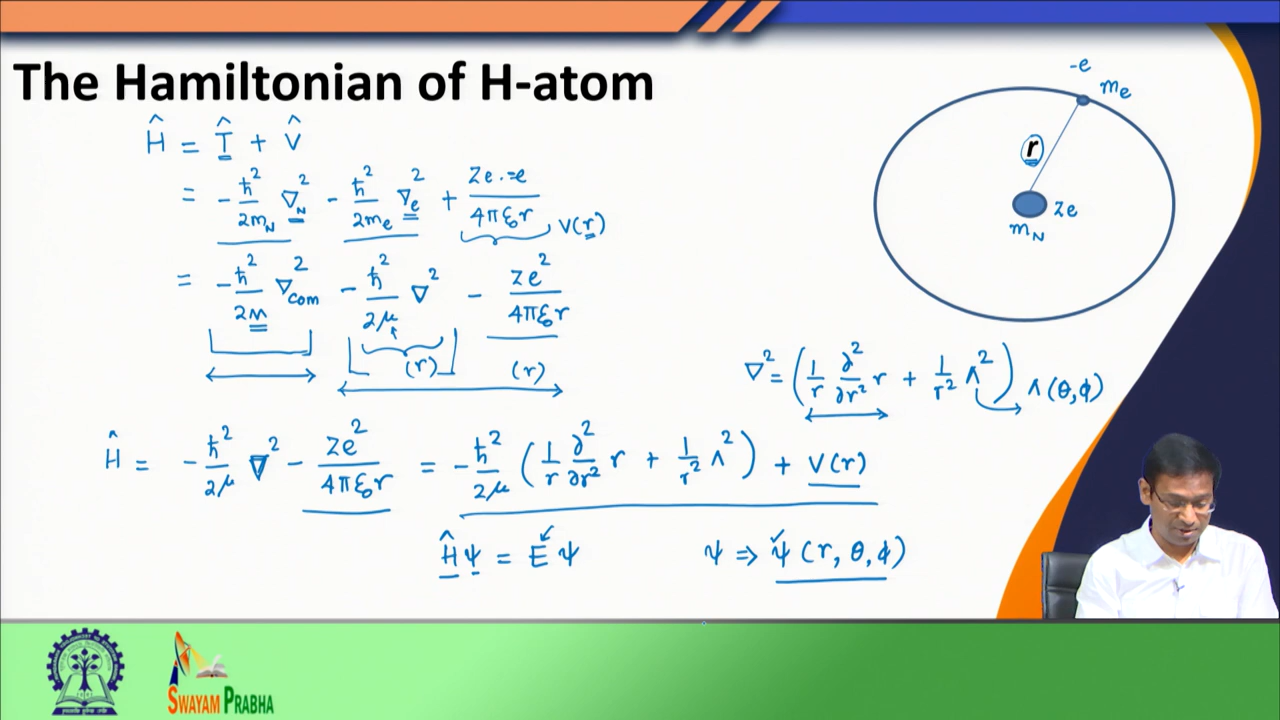 The Hamiltonian of H-atom
Ĥ = T̂ + V̂
= -ħ²/2m_N ∇_N² - ħ²/2m_e ∇_e² + Ze·-e/4πε₀r V(r)
= -ħ²/2m ∇²_com - ħ²/2μ ∇² - Ze²/4πε₀r
(r) (r)
∇² = (1/r ∂²/∂r² r + 1/r² Λ²) Λ(θ,φ)
Ĥ = -ħ²/2μ ∇² - Ze²/4πε₀r = -ħ²/2μ (1/r ∂²/∂r² r + 1/r² Λ²) + V(r)
Ĥψ = Eψ ψ ⇒ ψ(r, θ, φ)
-e
m_e
r
Ze
m_N
SWAYAM PRABHA